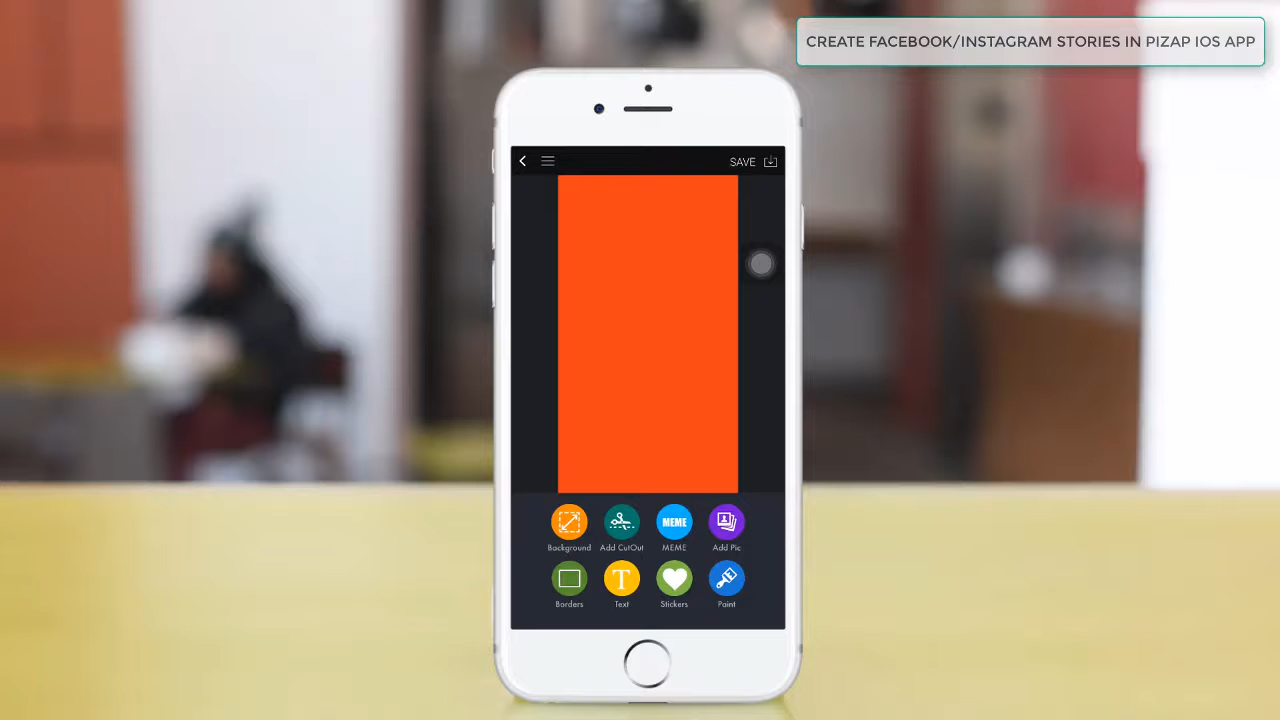 CREATE FACEBOOK/INSTAGRAM STORIES IN PIZAP IOS APP
SAVE
MEME
Background
Add CutOut
MEME
Add Pic
T
Borders
Text
Stickers
Paint